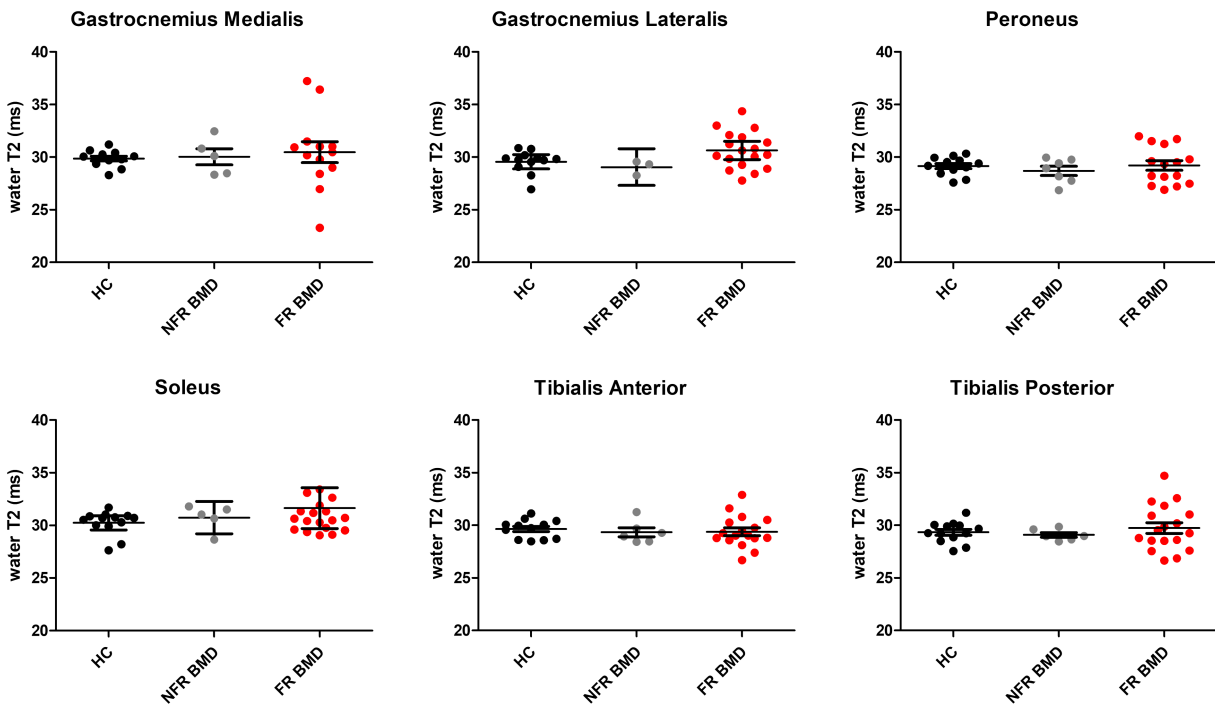 Gastrocnemius Medialis
water T2 (ms)
40
35
30
25
20
HC
NFR BMD
FR BMD
Gastrocnemius Lateralis
water T2 (ms)
40
35
30
25
20
HC
NFR BMD
FR BMD
Peroneus
water T2 (ms)
40
35
30
25
20
HC
NFR BMD
FR BMD
Soleus
water T2 (ms)
40
35
30
25
20
HC
NFR BMD
FR BMD
Tibialis Anterior
water T2 (ms)
40
35
30
25
20
HC
NFR BMD
FR BMD
Tibialis Posterior
water T2 (ms)
40
35
30
25
20
HC
NFR BMD
FR BMD